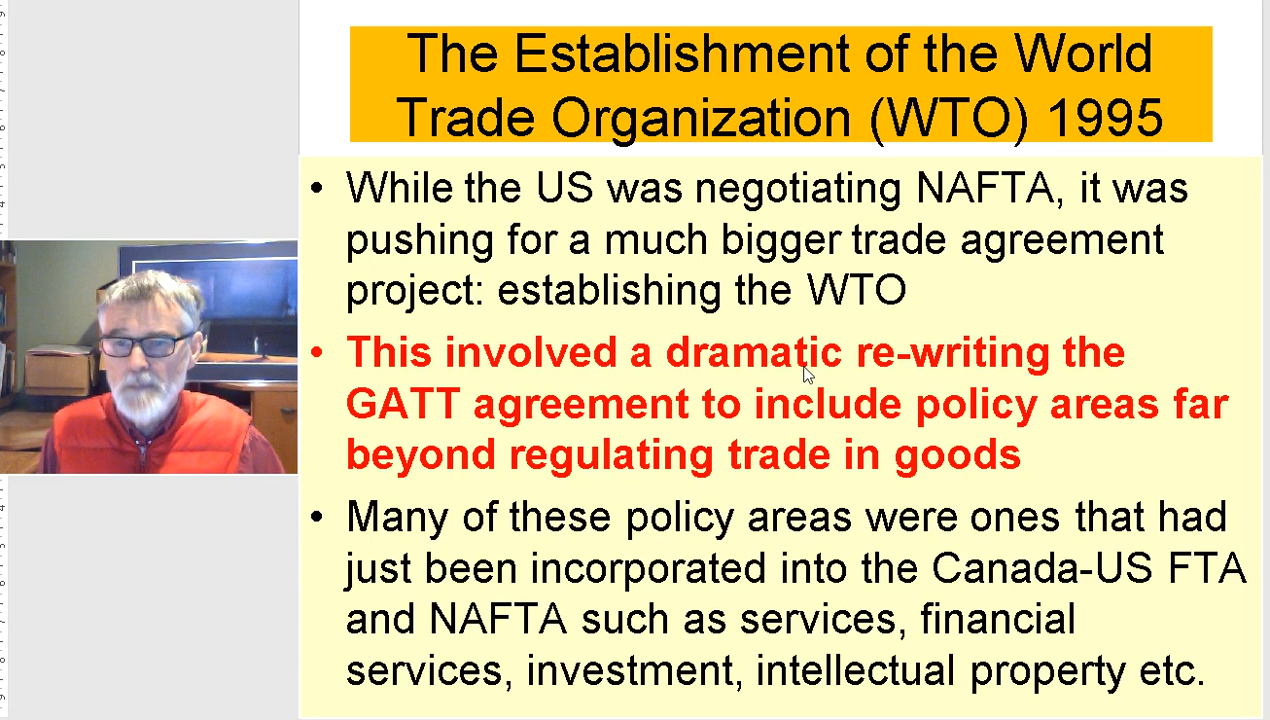 The Establishment of the World
Trade Organization (WTO) 1995
• While the US was negotiating NAFTA, it was
pushing for a much bigger trade agreement
project: establishing the WTO
• This involved a dramatic re-writing the
GATT agreement to include policy areas far
beyond regulating trade in goods
• Many of these policy areas were ones that had
just been incorporated into the Canada-US FTA
and NAFTA such as services, financial
services, investment, intellectual property etc.